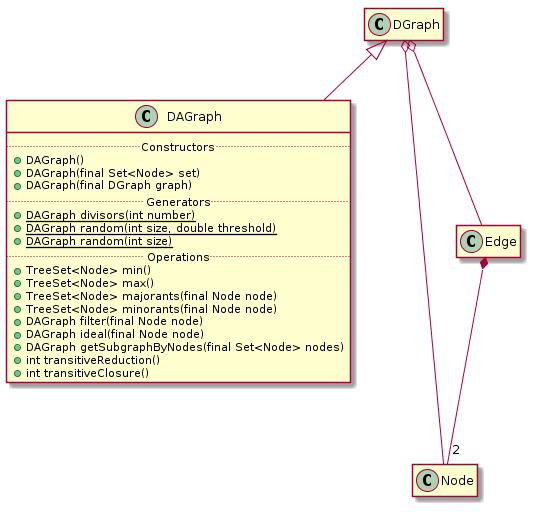 C DGraph
C DAGraph
Constructors
DAGraph()
DAGraph(final Set<Node> set)
DAGraph(final DGraph graph)
Generators
DAGraph divisors(int number)
DAGraph random(int size, double threshold)
DAGraph random(int size)
Operations
TreeSet<Node> min()
TreeSet<Node> max()
TreeSet<Node> majorants(final Node node)
TreeSet<Node> minorants(final Node node)
DAGraph filter(final Node node)
DAGraph ideal(final Node node)
DAGraph getSubgraphByNodes(final Set<Node> nodes)
int transitiveReduction()
int transitiveClosure()
C Edge
2
C Node